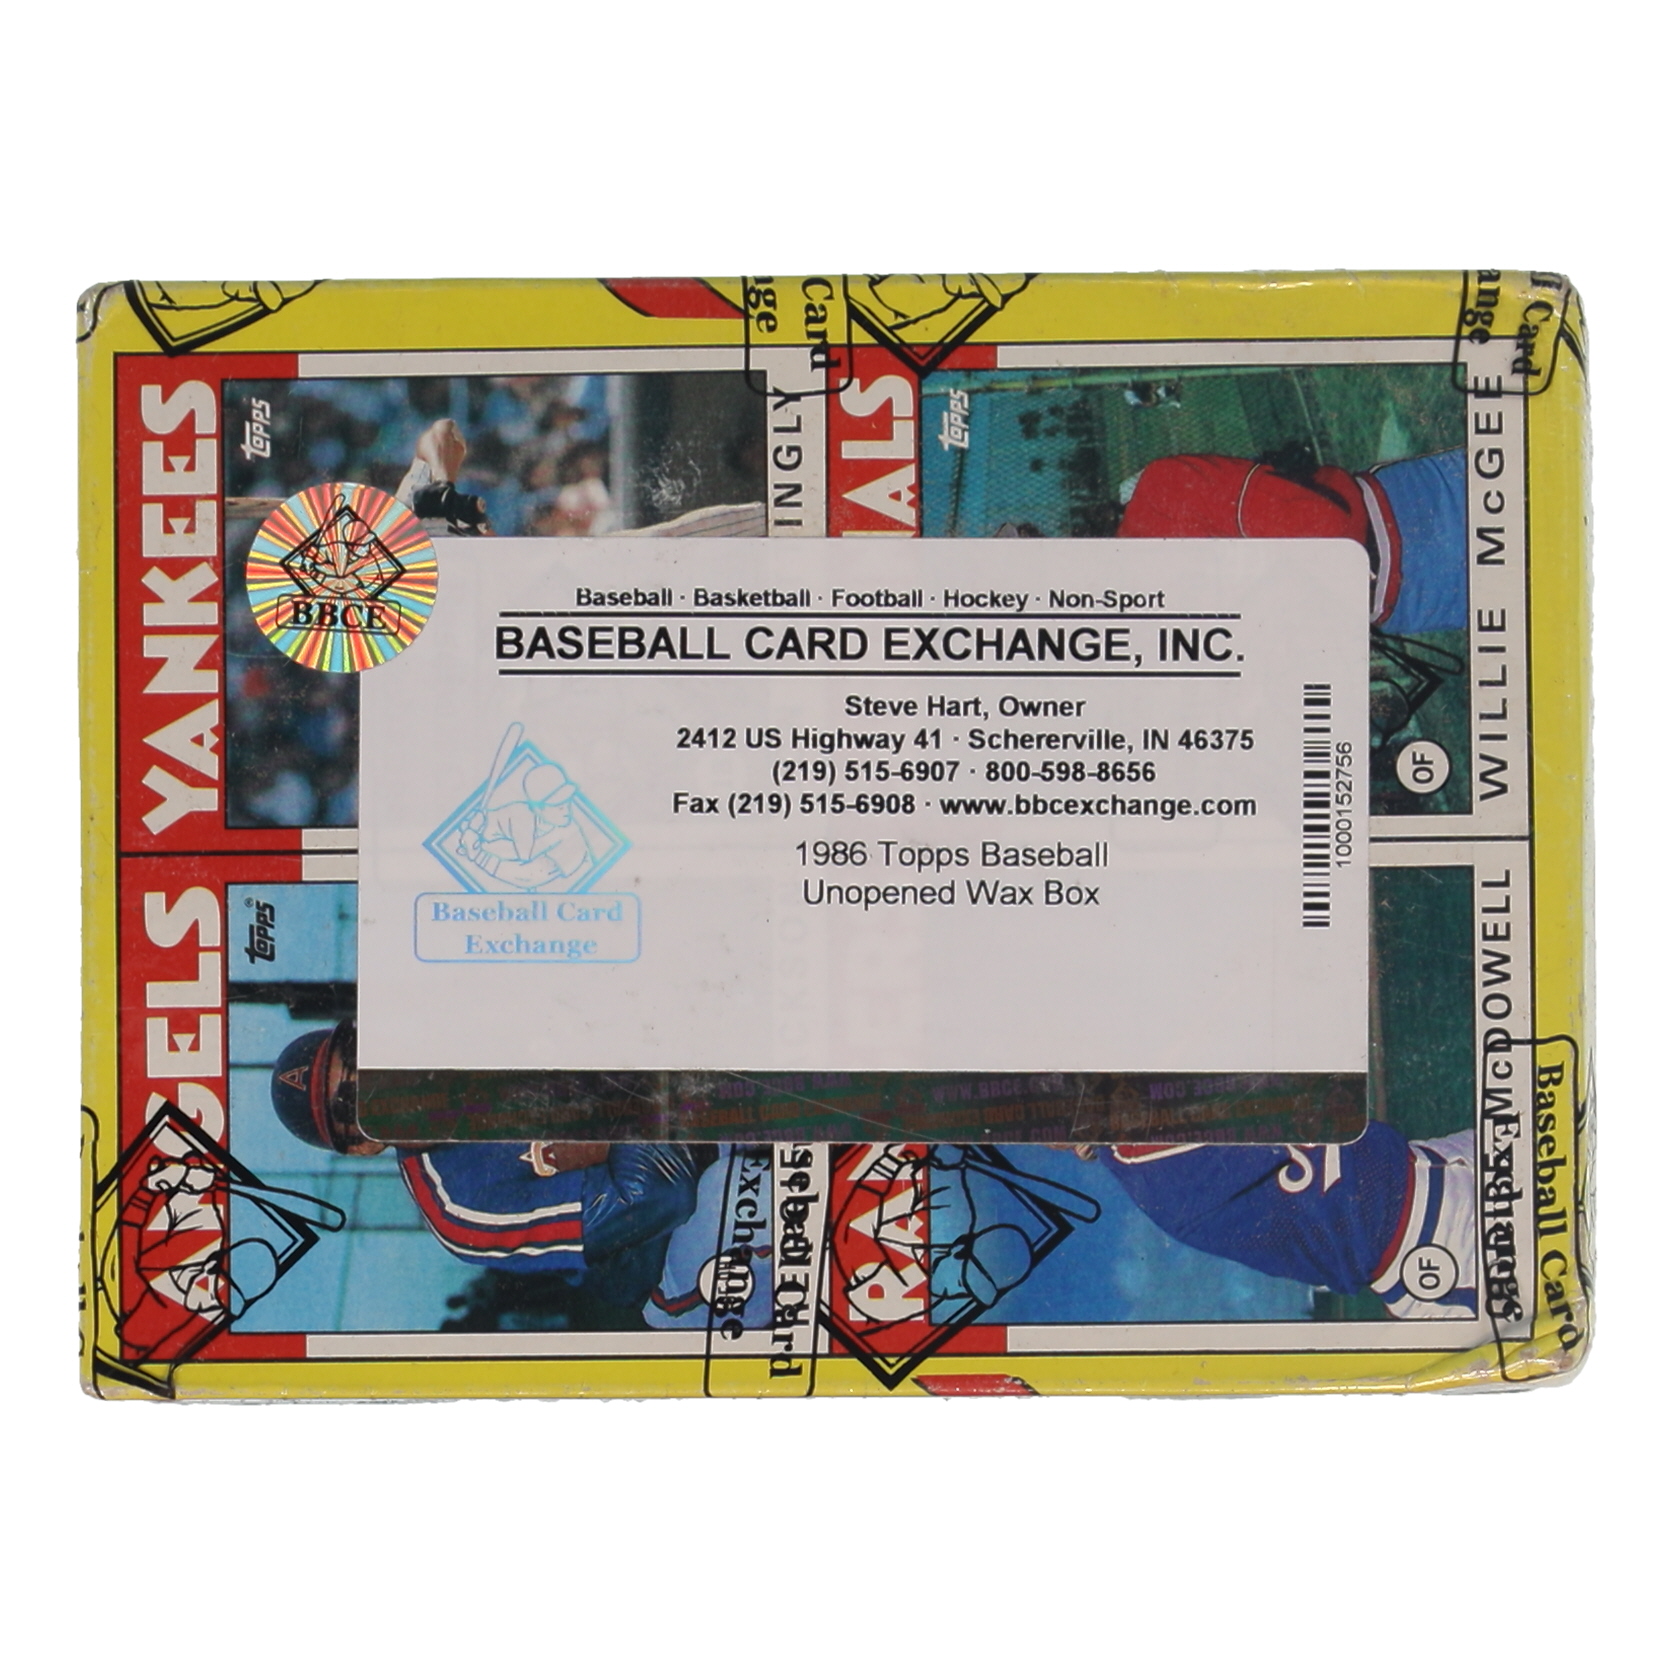 Baseball · Basketball · Football · Hockey · Non-Sport
BASEBALL CARD EXCHANGE, INC.
Steve Hart, Owner
2412 US Highway 41 · Schererville, IN 46375
(219) 515-6907 · 800-598-8656
Fax (219) 515-6908 · www.bbcexchange.com
1986 Topps Baseball
Unopened Wax Box
Baseball Card
Exchange
1000152756
BBCE
YANKEES
topps
INGLY
ALS
topps
WILLIE McGEE
OF
ANGELS
topps®
RA
McDOWELL
OF
Card
Baseball Card
Exchange